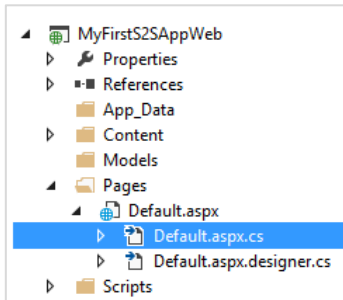 MyFirstS2SAppWeb
Properties
References
App_Data
Content
Models
Pages
Default.aspx
Default.aspx.cs
Default.aspx.designer.cs
Scripts